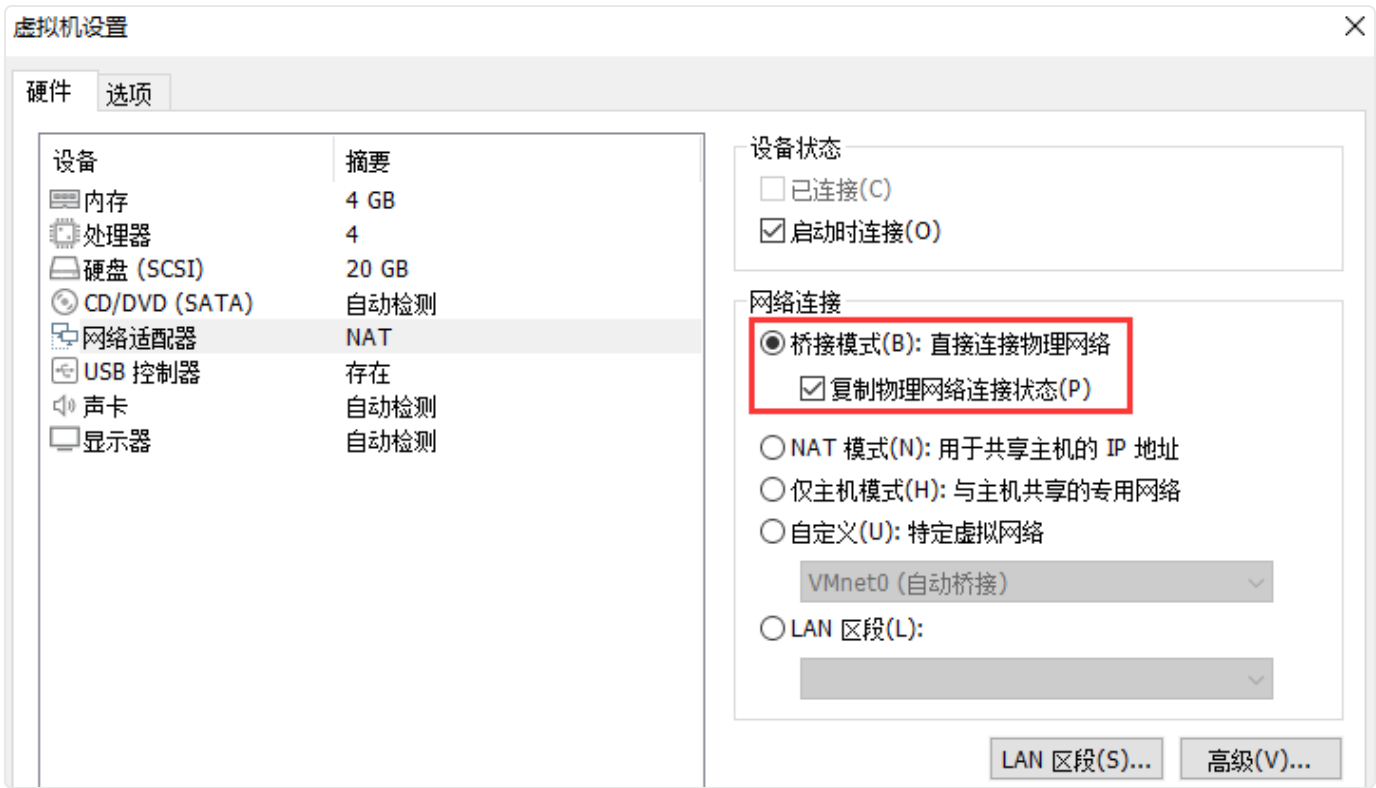 虚拟机设置
硬件 选项
设备 摘要
内存 4 GB
处理器 4
硬盘 (SCSI) 20 GB
CD/DVD (SATA) 自动检测
网络适配器 NAT
USB 控制器 存在
声卡 自动检测
显示器 自动检测
设备状态
已连接(C)
启动时连接(O)
网络连接
桥接模式(B): 直接连接物理网络
复制物理网络连接状态(P)
NAT 模式(N): 用于共享主机的 IP 地址
仅主机模式(H): 与主机共享的专用网络
自定义(U): 特定虚拟网络
VMnet0 (自动桥接)
LAN 区段(L):
LAN 区段(S)... 高级(V)...